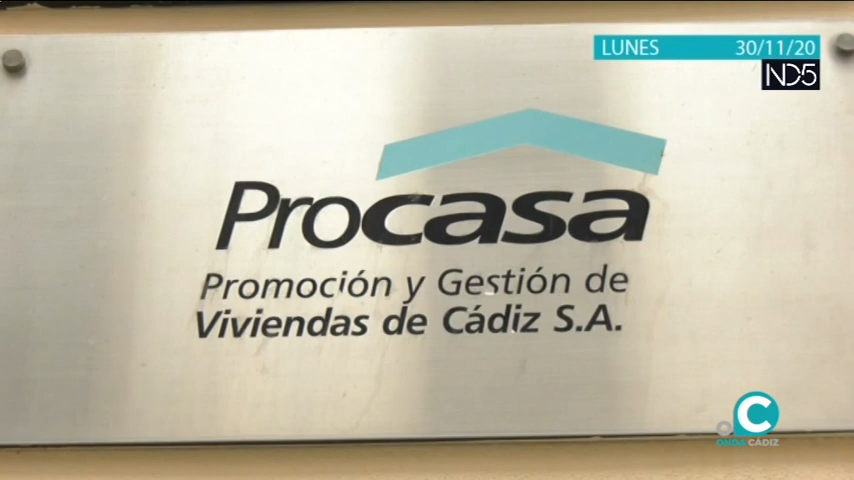 LUNES 30/11/20
ND5
Procasa
Promoción y Gestión de
Viviendas de Cádiz S.A.
C
ONDA CÁDIZ